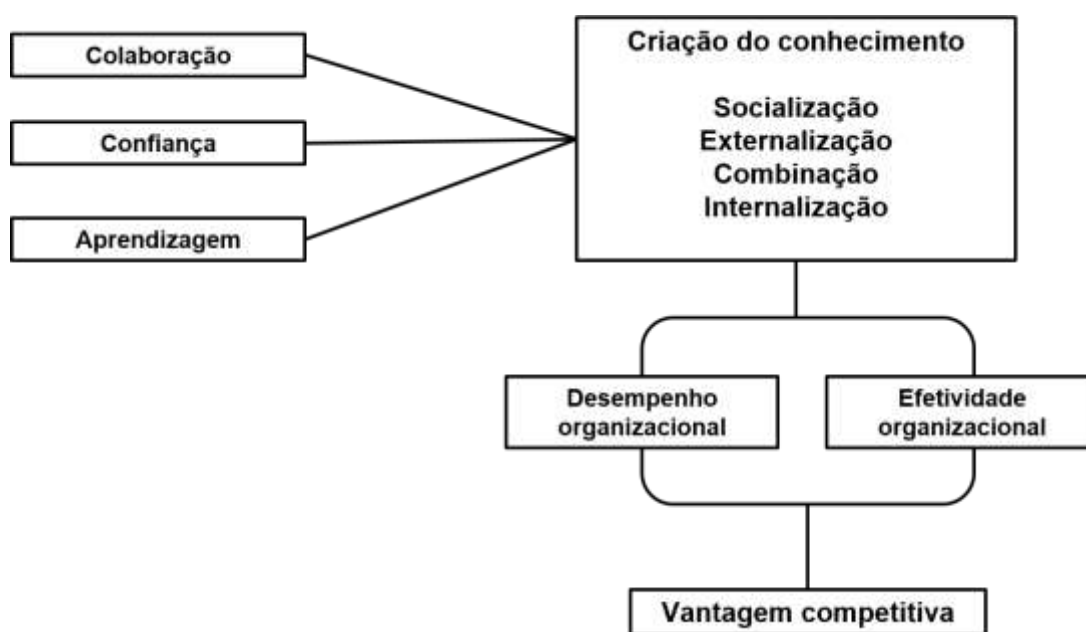 Colaboração
Confiança
Aprendizagem
Criação do conhecimento
Socialização
Externalização
Combinação
Internalização
Desempenho
organizacional
Efetividade
organizacional
Vantagem competitiva